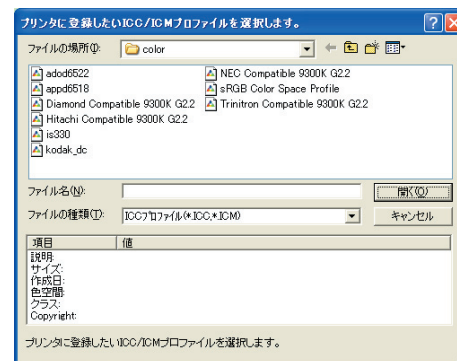 プリンタに登録したいICC/ICMプロファイルを選択します。
ファイルの場所(I): color
adod6522
appd6518
Diamond Compatible 9300K G2.2
Hitachi Compatible 9300K G2.2
is330
kodak_dc
NEC Compatible 9300K G2.2
sRGB Color Space Profile
Trinitron Compatible 9300K G2.2
ファイル名(N): 開く(O)
ファイルの種類(T): ICCプロファイル(*.ICC,*.ICM) キャンセル
項目 値
説明:
サイズ:
作成日:
色空間:
クラス:
Copyright:
プリンタに登録したいICC/ICMプロファイルを選択します。